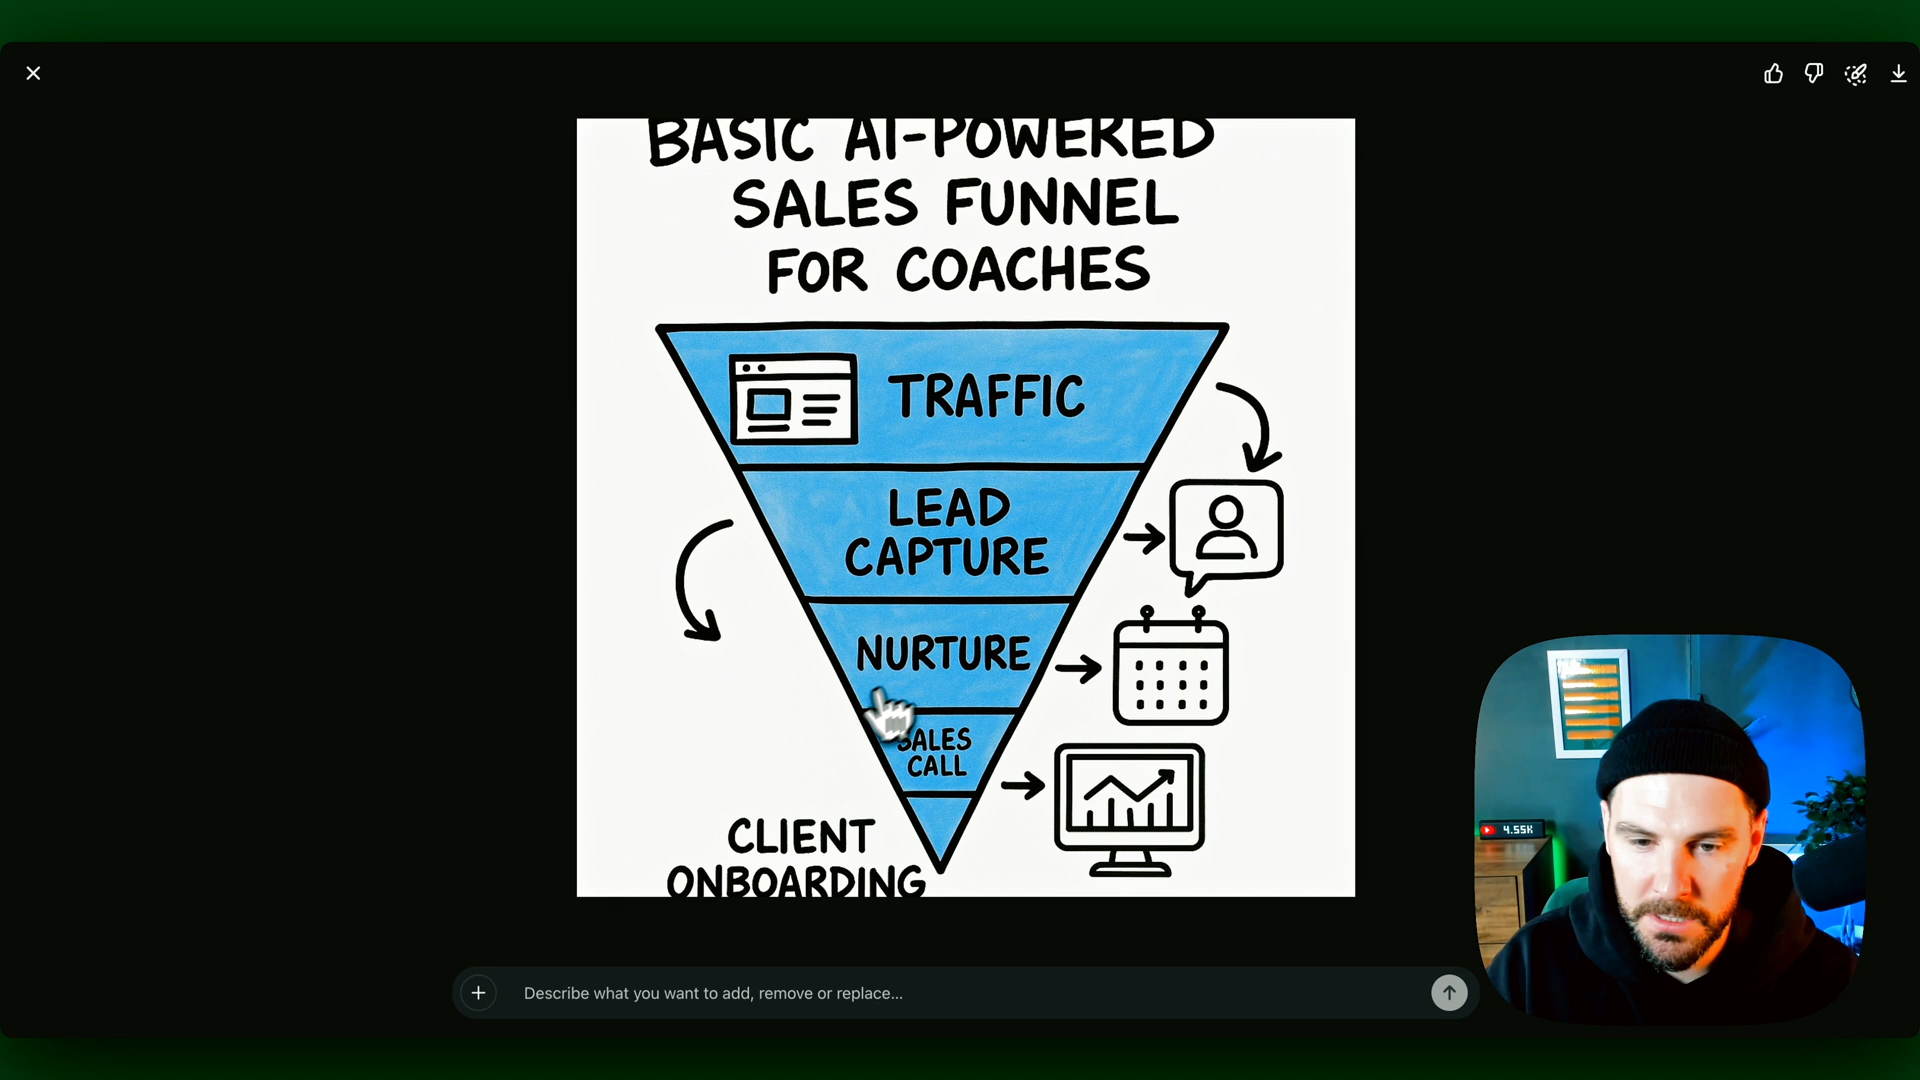 BASIC AI-POWERED
SALES FUNNEL
FOR COACHES
TRAFFIC
LEAD
CAPTURE
NURTURE
SALES
CALL
CLIENT
ONBOARDING
4.55K
Describe what you want to add, remove or replace...